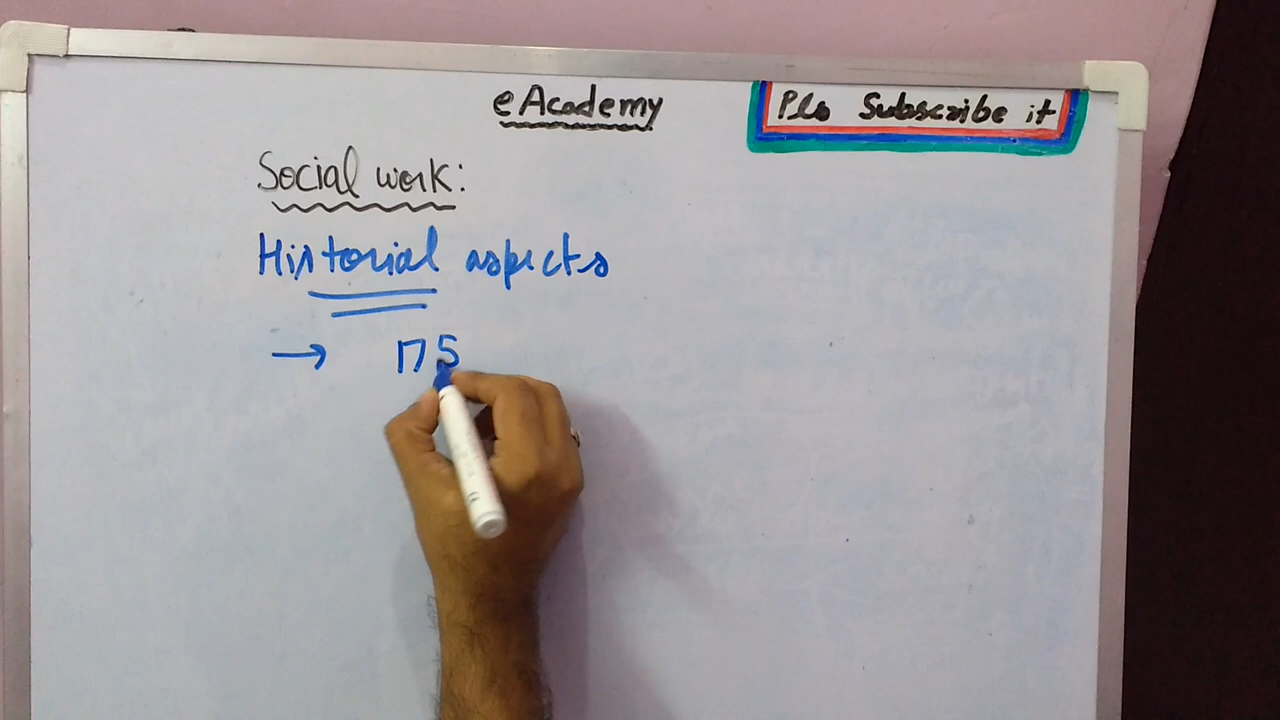 eAcademy
Pls Subscribe it
Social work:
Historial aspects
→ 175